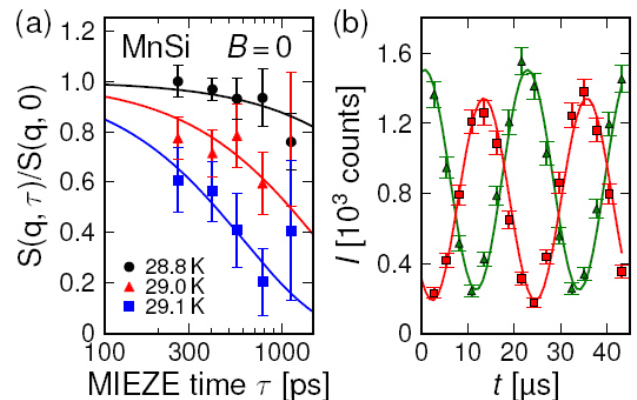 (a)
MnSi B=0
S(q, τ)/S(q, 0)
1.2
1.0
0.8
0.6
0.4
0.2
0
28.8 K
29.0 K
29.1 K
100 300 1000
MIEZE time τ [ps]
(b)
I [10³ counts]
1.6
1.2
0.8
0.4
0
0 10 20 30 40
t [µs]